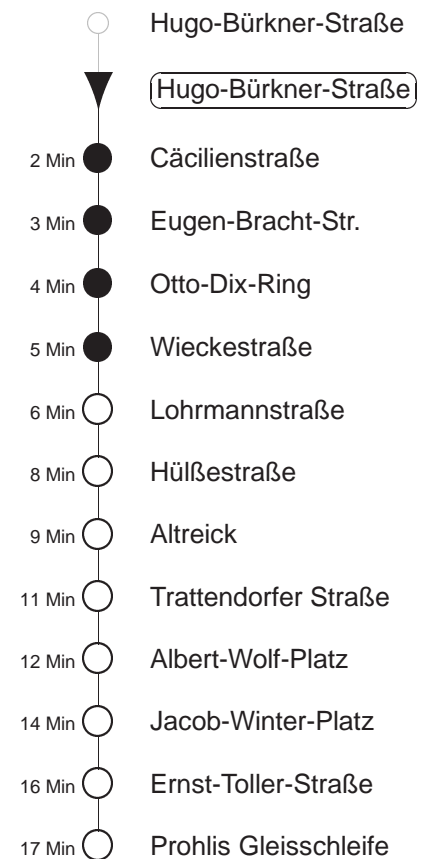 Hugo-Bürkner-Straße
Hugo-Bürkner-Straße
2 Min Cäcilienstraße
3 Min Eugen-Bracht-Str.
4 Min Otto-Dix-Ring
5 Min Wieckestraße
6 Min Lohrmannstraße
8 Min Hülßestraße
9 Min Altreick
11 Min Trattendorfer Straße
12 Min Albert-Wolf-Platz
14 Min Jacob-Winter-Platz
16 Min Ernst-Toller-Straße
17 Min Prohlis Gleisschleife